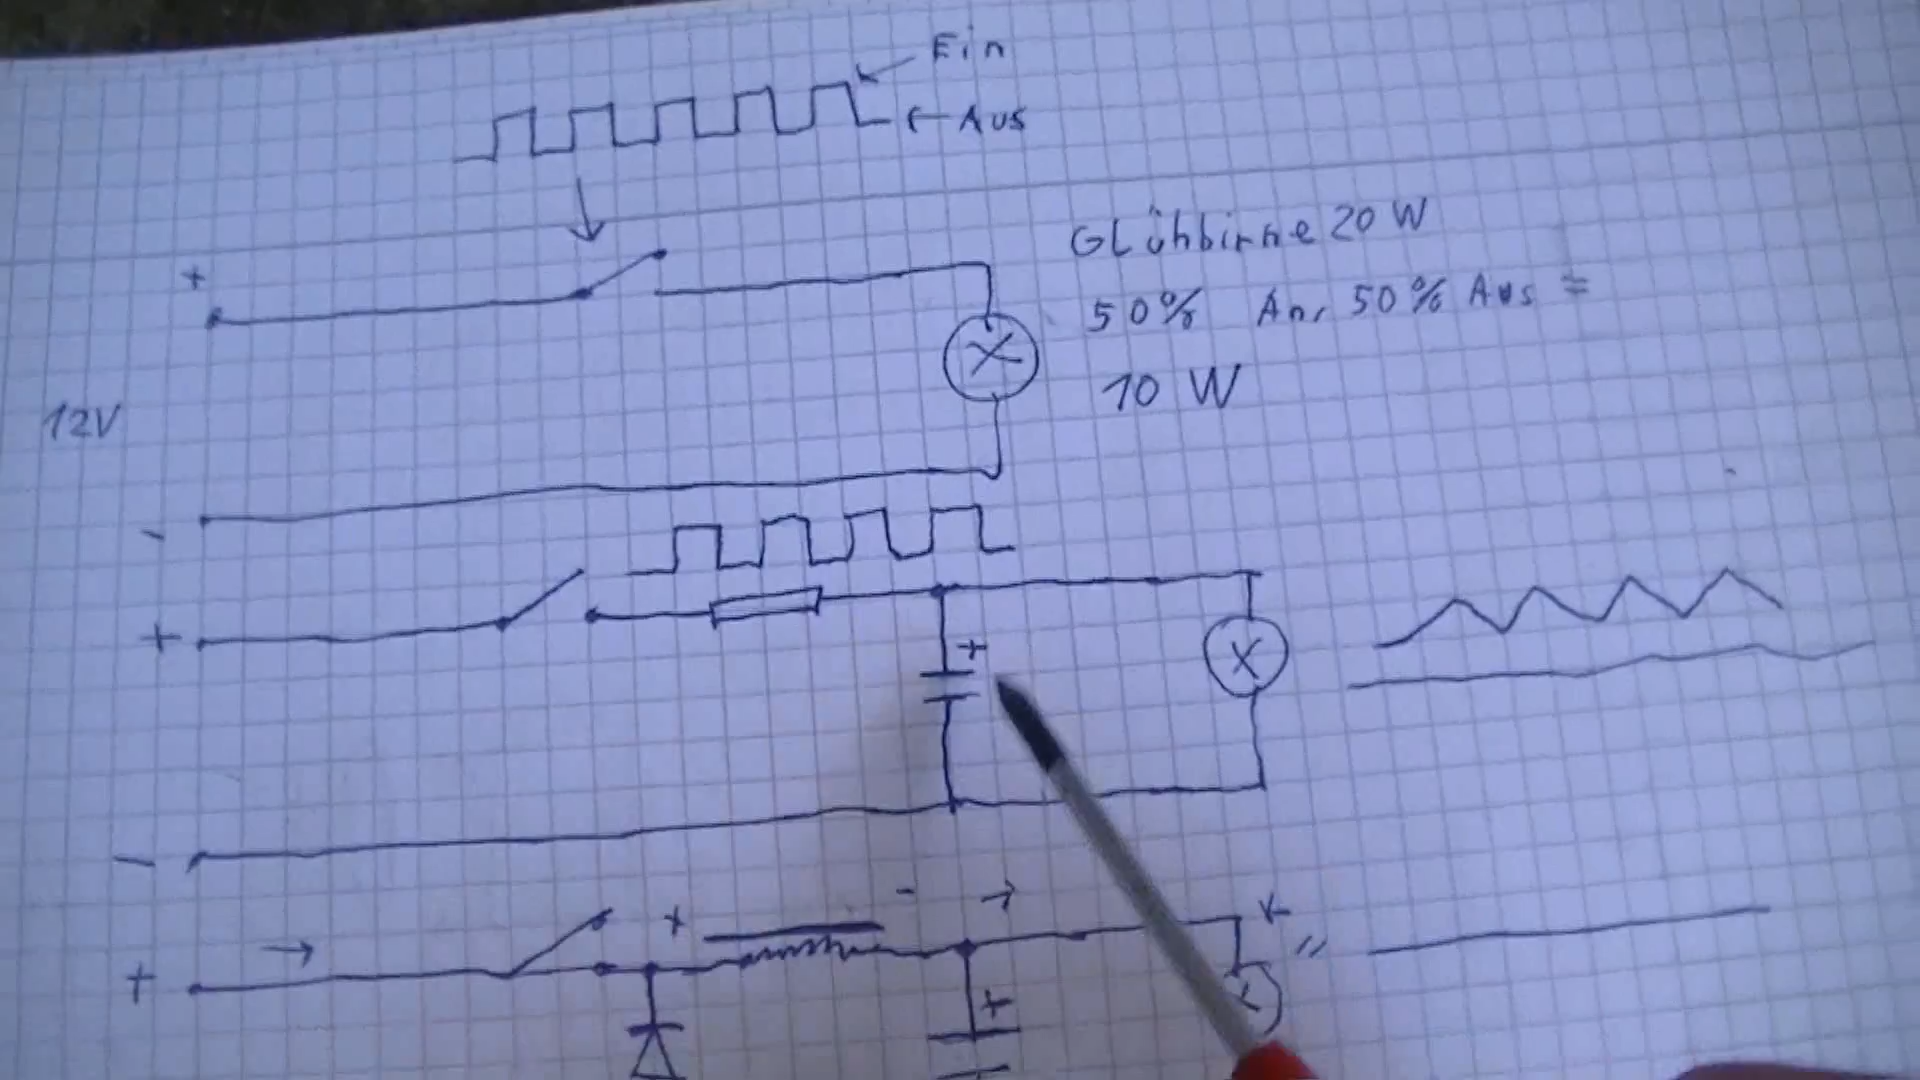 Ein
Aus
+
Glühbirne 20 W
50% An, 50% Aus =
10 W
12V
-
+
+
-
+ -
+
+